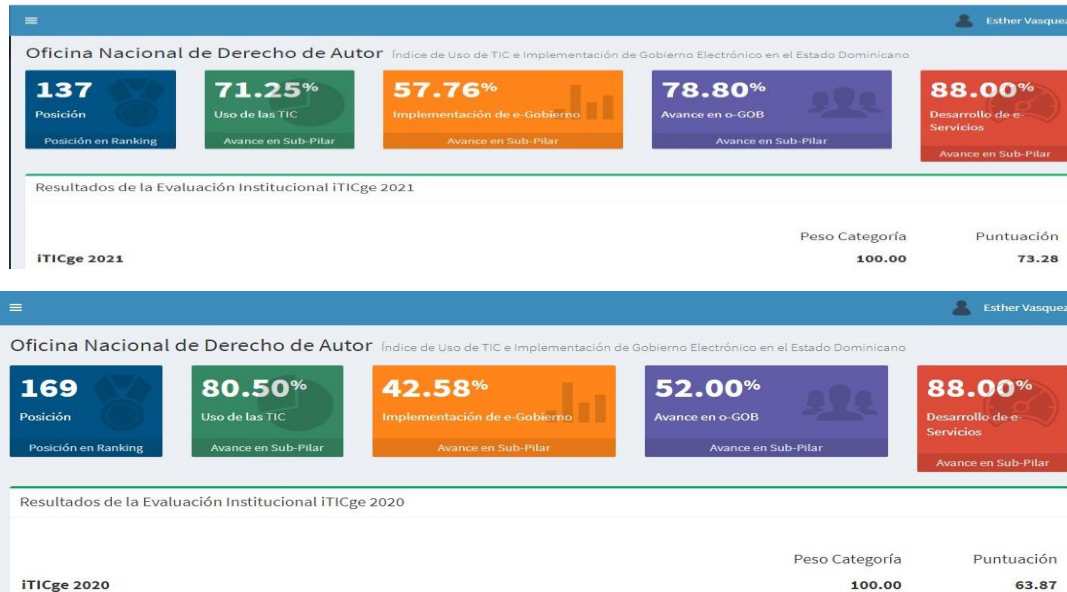 Esther Vasquez
Oficina Nacional de Derecho de Autor Índice de Uso de TIC e Implementación de Gobierno Electrónico en el Estado Dominicano
137
Posición
Posición en Ranking
71.25%
Uso de las TIC
Avance en Sub-Pilar
57.76%
Implementación de e-Gobierno
Avance en Sub-Pilar
78.80%
Avance en o-GOB
Avance en Sub-Pilar
88.00%
Desarrollo de e-
Servicios
Avance en Sub-Pilar
Resultados de la Evaluación Institucional iTICge 2021
Peso Categoría Puntuación
iTICge 2021 100.00 73.28
Esther Vasquez
Oficina Nacional de Derecho de Autor Índice de Uso de TIC e Implementación de Gobierno Electrónico en el Estado Dominicano
169
Posición
Posición en Ranking
80.50%
Uso de las TIC
Avance en Sub-Pilar
42.58%
Implementación de e-Gobierno
Avance en Sub-Pilar
52.00%
Avance en o-GOB
Avance en Sub-Pilar
88.00%
Desarrollo de e-
Servicios
Avance en Sub-Pilar
Resultados de la Evaluación Institucional iTICge 2020
Peso Categoría Puntuación
iTICge 2020 100.00 63.87